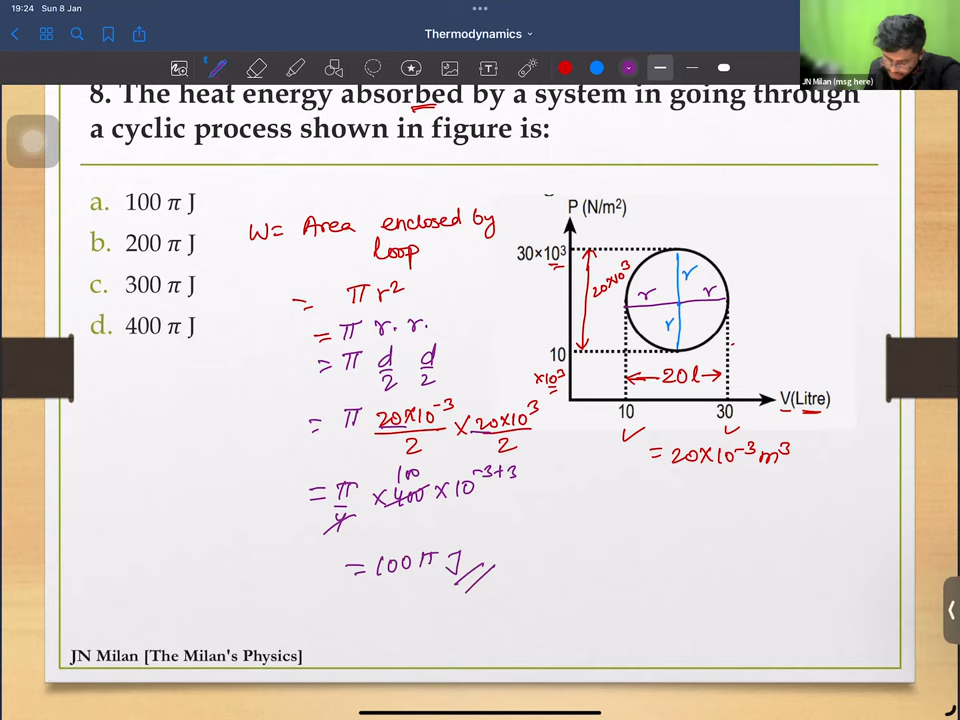 19:24 Sun 8 Jan
Thermodynamics
JN Milan (msg here)
8. The heat energy absorbed by a system in going through
a cyclic process shown in figure is:
a. 100 π J
b. 200 π J
c. 300 π J
d. 400 π J
W= Area enclosed by
loop
= π r²
= π r. r.
= π d/2 d/2
= π 20×10⁻³/2 × 20×10³/2
= π/4 × 400 100 × 10⁻³⁺³
= 100 π J
P (N/m²)
30×10³
20×10³
r
r r
r
10
×10³
20 l
V(Litre)
10 30
= 20×10⁻³ m³
JN Milan [The Milan's Physics]